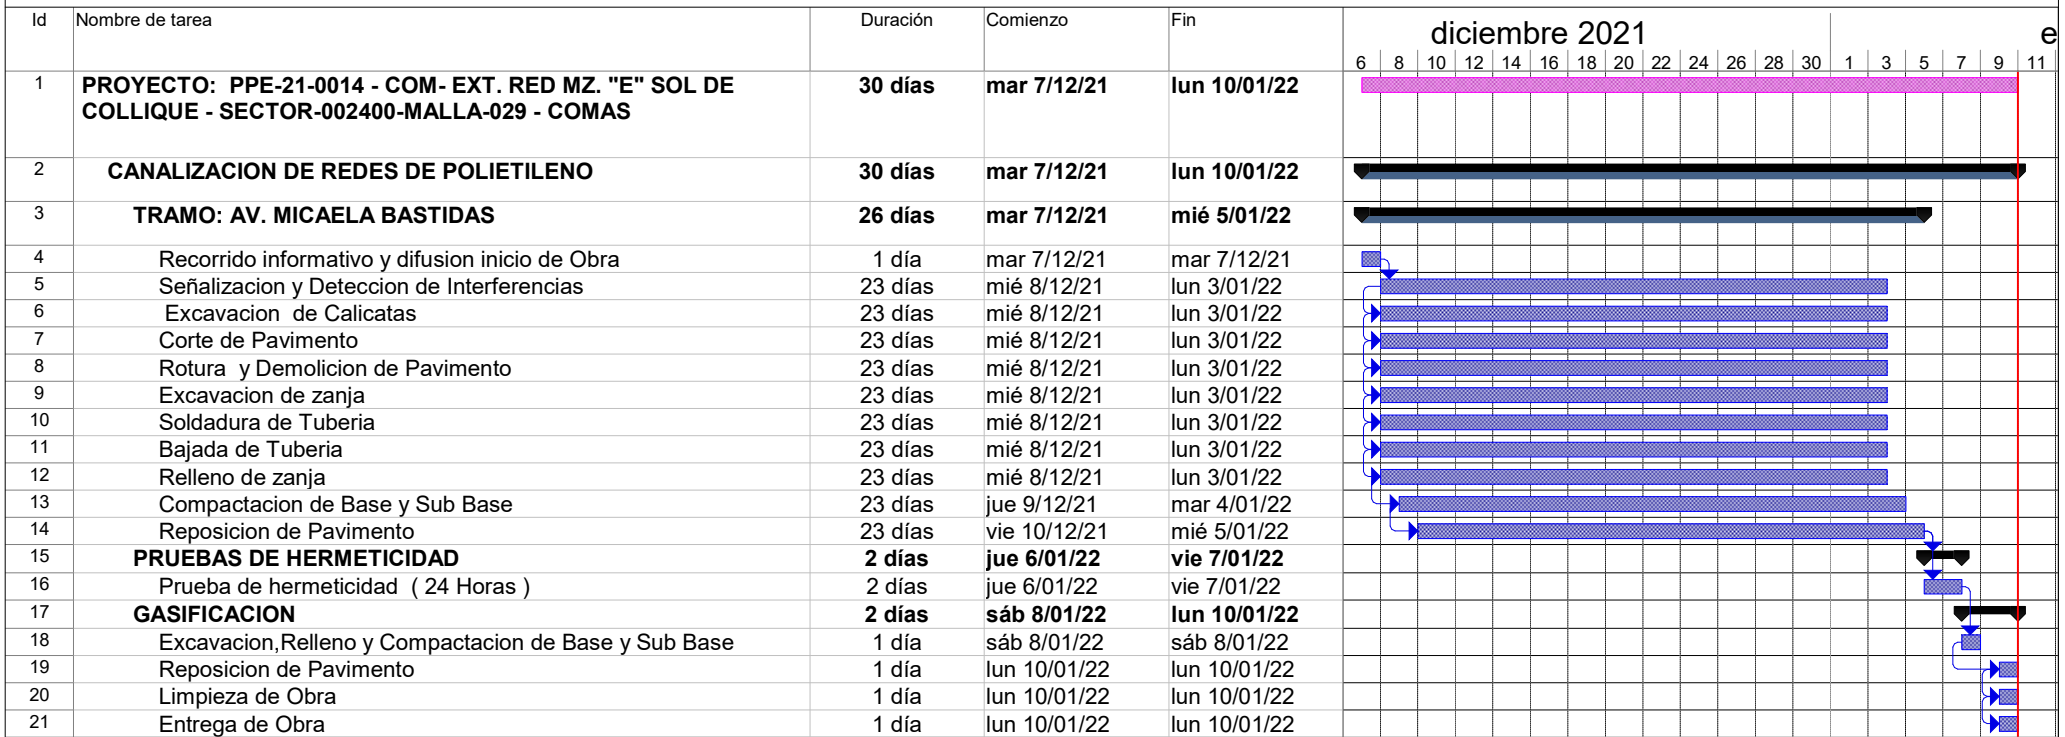 Id Nombre de tarea Duración Comienzo Fin
diciembre 2021 e
6 8 10 12 14 16 18 20 22 24 26 28 30 1 3 5 7 9 11
1 PROYECTO: PPE-21-0014 - COM- EXT. RED MZ. "E" SOL DE 30 días mar 7/12/21 lun 10/01/22
COLLIQUE - SECTOR-002400-MALLA-029 - COMAS
2 CANALIZACION DE REDES DE POLIETILENO 30 días mar 7/12/21 lun 10/01/22
3 TRAMO: AV. MICAELA BASTIDAS 26 días mar 7/12/21 mié 5/01/22
4 Recorrido informativo y difusion inicio de Obra 1 día mar 7/12/21 mar 7/12/21
5 Señalizacion y Deteccion de Interferencias 23 días mié 8/12/21 lun 3/01/22
6 Excavacion de Calicatas 23 días mié 8/12/21 lun 3/01/22
7 Corte de Pavimento 23 días mié 8/12/21 lun 3/01/22
8 Rotura y Demolicion de Pavimento 23 días mié 8/12/21 lun 3/01/22
9 Excavacion de zanja 23 días mié 8/12/21 lun 3/01/22
10 Soldadura de Tuberia 23 días mié 8/12/21 lun 3/01/22
11 Bajada de Tuberia 23 días mié 8/12/21 lun 3/01/22
12 Relleno de zanja 23 días mié 8/12/21 lun 3/01/22
13 Compactacion de Base y Sub Base 23 días jue 9/12/21 mar 4/01/22
14 Reposicion de Pavimento 23 días vie 10/12/21 mié 5/01/22
15 PRUEBAS DE HERMETICIDAD 2 días jue 6/01/22 vie 7/01/22
16 Prueba de hermeticidad ( 24 Horas ) 2 días jue 6/01/22 vie 7/01/22
17 GASIFICACION 2 días sáb 8/01/22 lun 10/01/22
18 Excavacion,Relleno y Compactacion de Base y Sub Base 1 día sáb 8/01/22 sáb 8/01/22
19 Reposicion de Pavimento 1 día lun 10/01/22 lun 10/01/22
20 Limpieza de Obra 1 día lun 10/01/22 lun 10/01/22
21 Entrega de Obra 1 día lun 10/01/22 lun 10/01/22